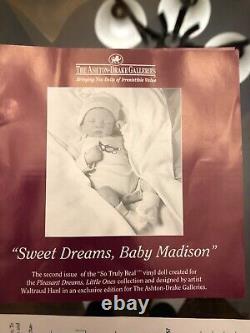 THE ASHTON-DRAKE GALLERIES
Bringing You Dolls of Irresistible Value
"Sweet Dreams, Baby Madison"
The second issue of the "So Truly Real™" vinyl doll created for
the Pleasant Dreams, Little Ones collection and designed by artist
Waltraud Hanl in an exclusive edition for The Ashton-Drake Galleries.